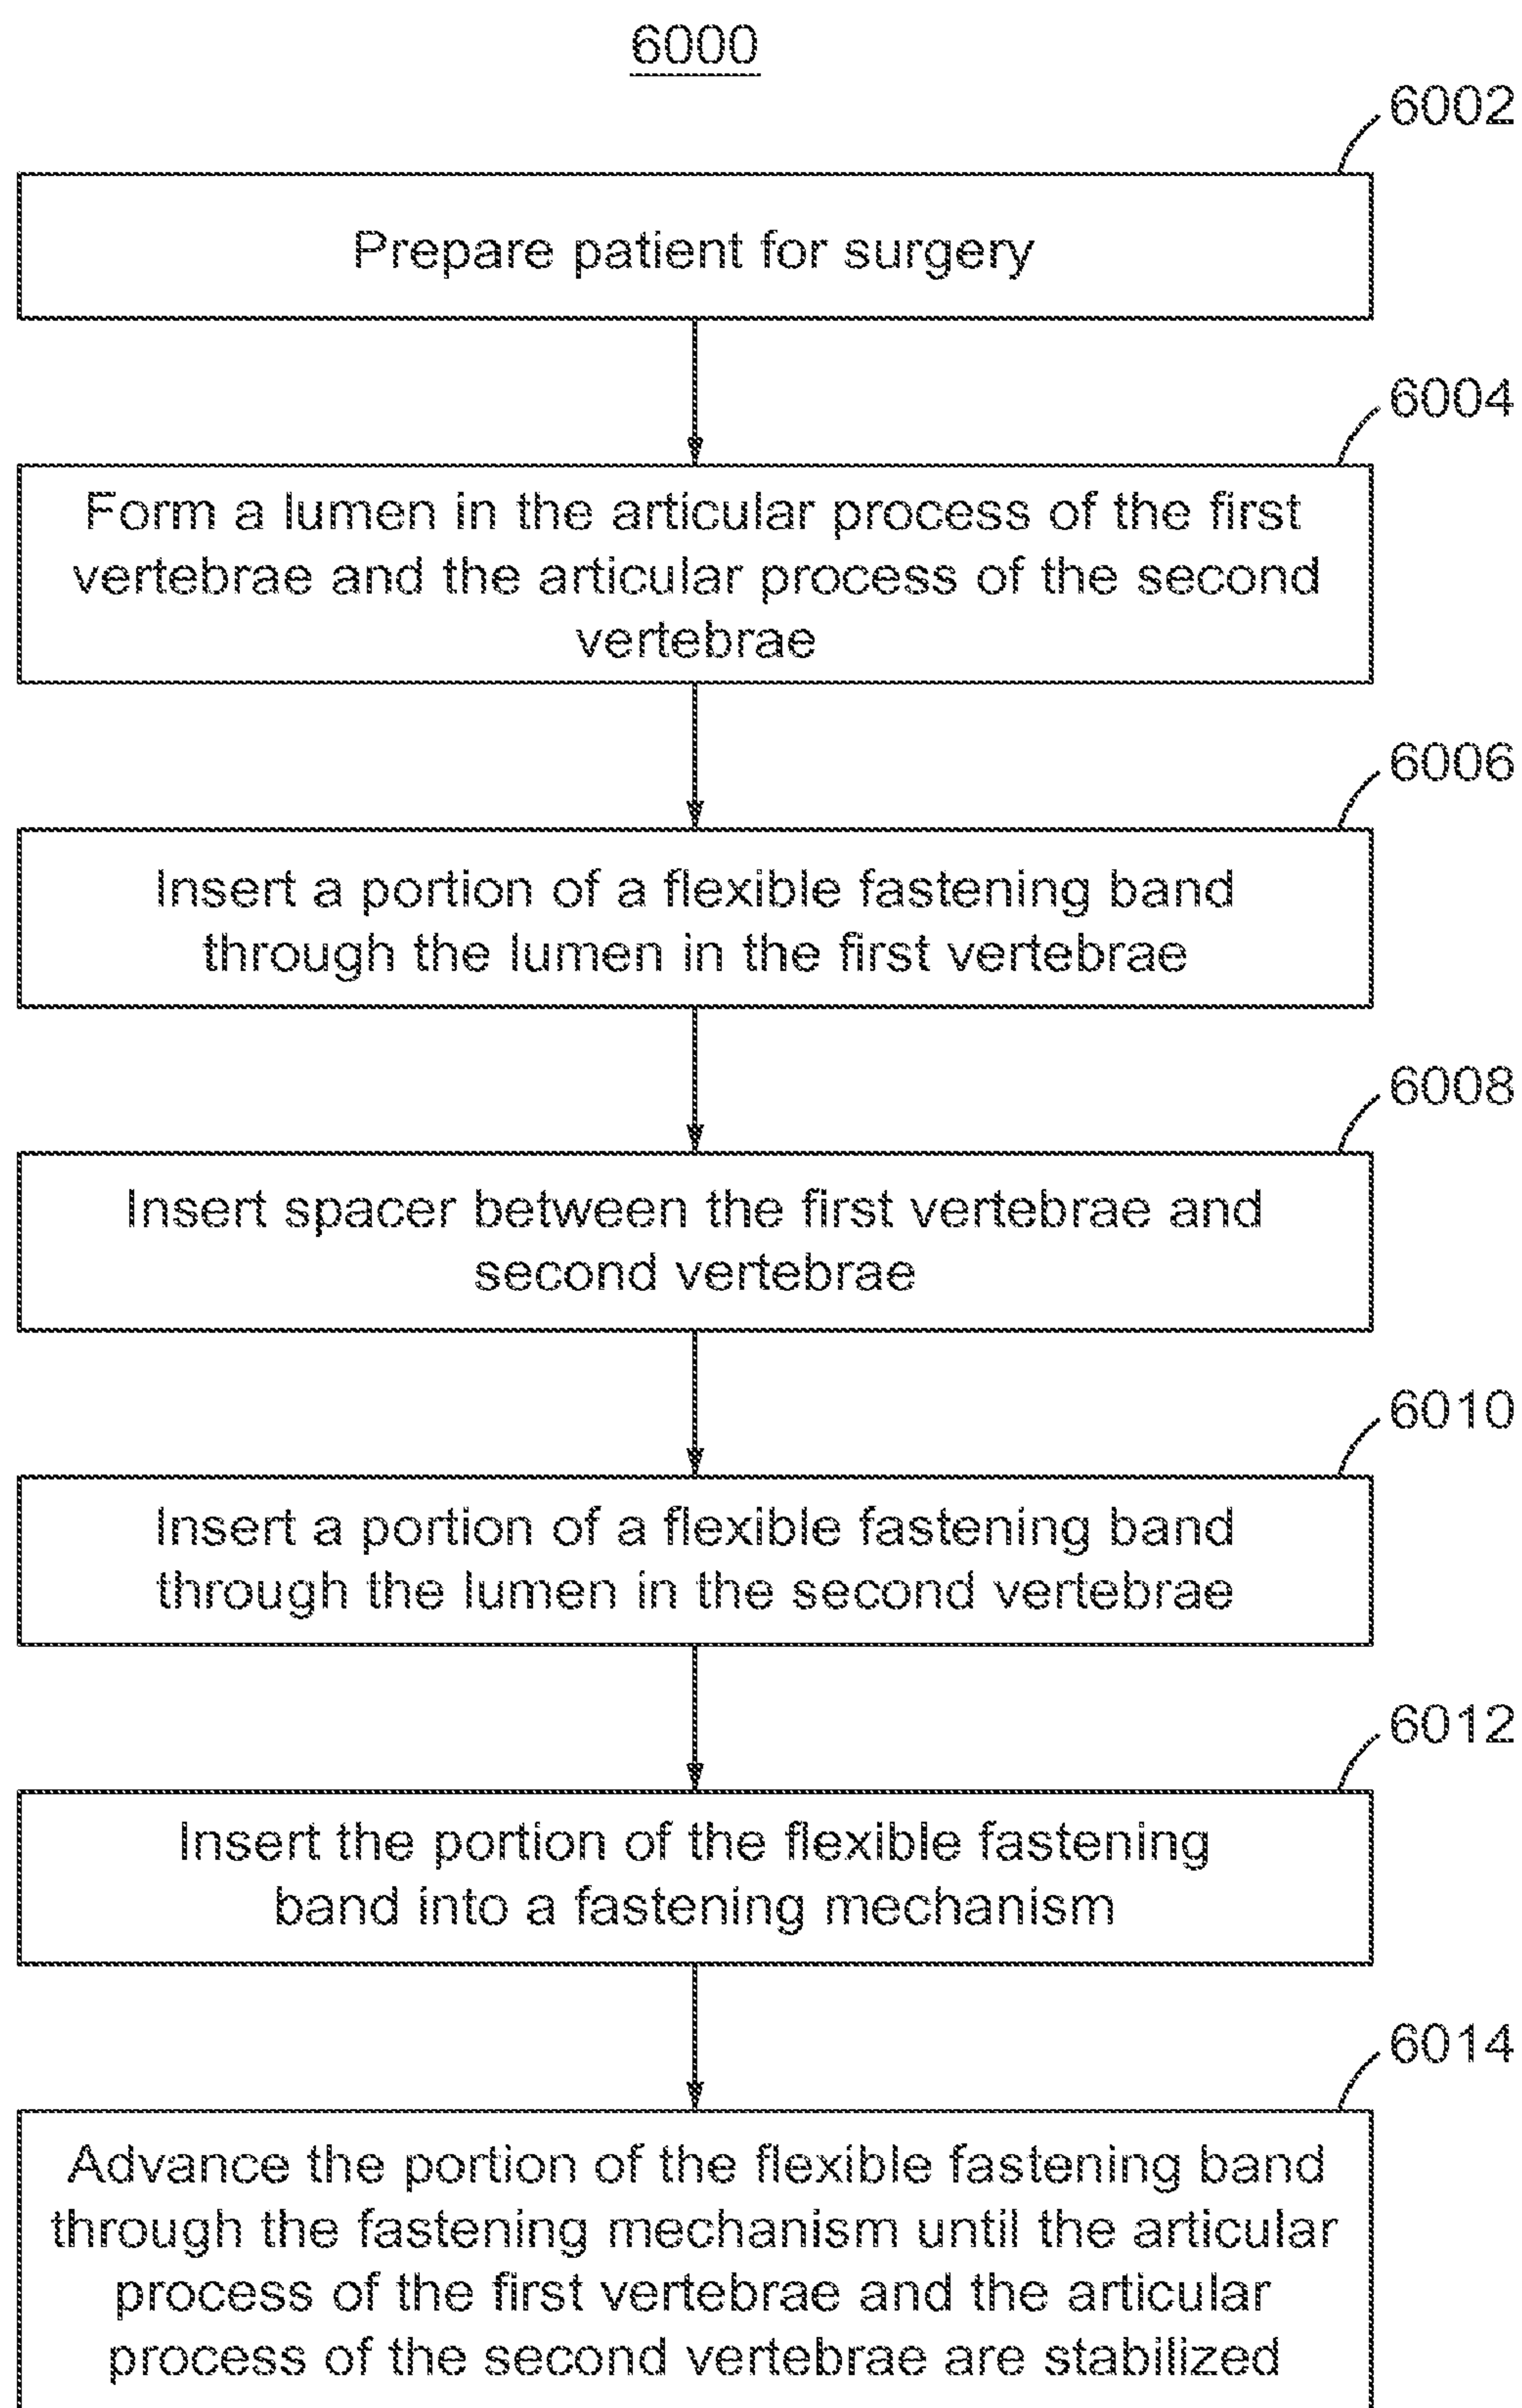 6000
6002
Prepare patient for surgery
6004
Form a lumen in the articular process of the first
vertebrae and the articular process of the second
vertebrae
6006
Insert a portion of a flexible fastening band
through the lumen in the first vertebrae
6008
Insert spacer between the first vertebrae and
second vertebrae
6010
Insert a portion of a flexible fastening band
through the lumen in the second vertebrae
6012
Insert the portion of the flexible fastening
band into a fastening mechanism
6014
Advance the portion of the flexible fastening band
through the fastening mechanism until the articular
process of the first vertebrae and the articular
process of the second vertebrae are stabilized